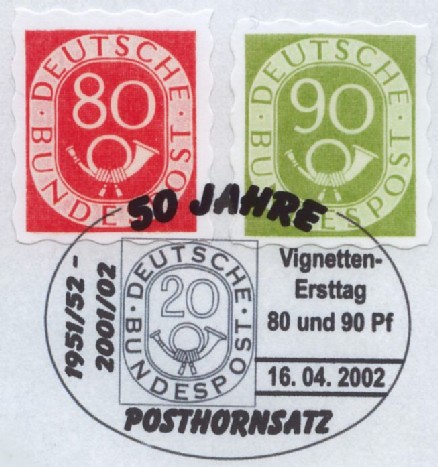 DEUTSCHE
80
BUNDESPOST
DEUTSCHE
90
BUNDESPOST
50 JAHRE
1951/52 -
2001/02
DEUTSCHE
20
BUNDESPOST
Vignetten-
Ersttag
80 und 90 Pf
16. 04. 2002
POSTHORNSATZ